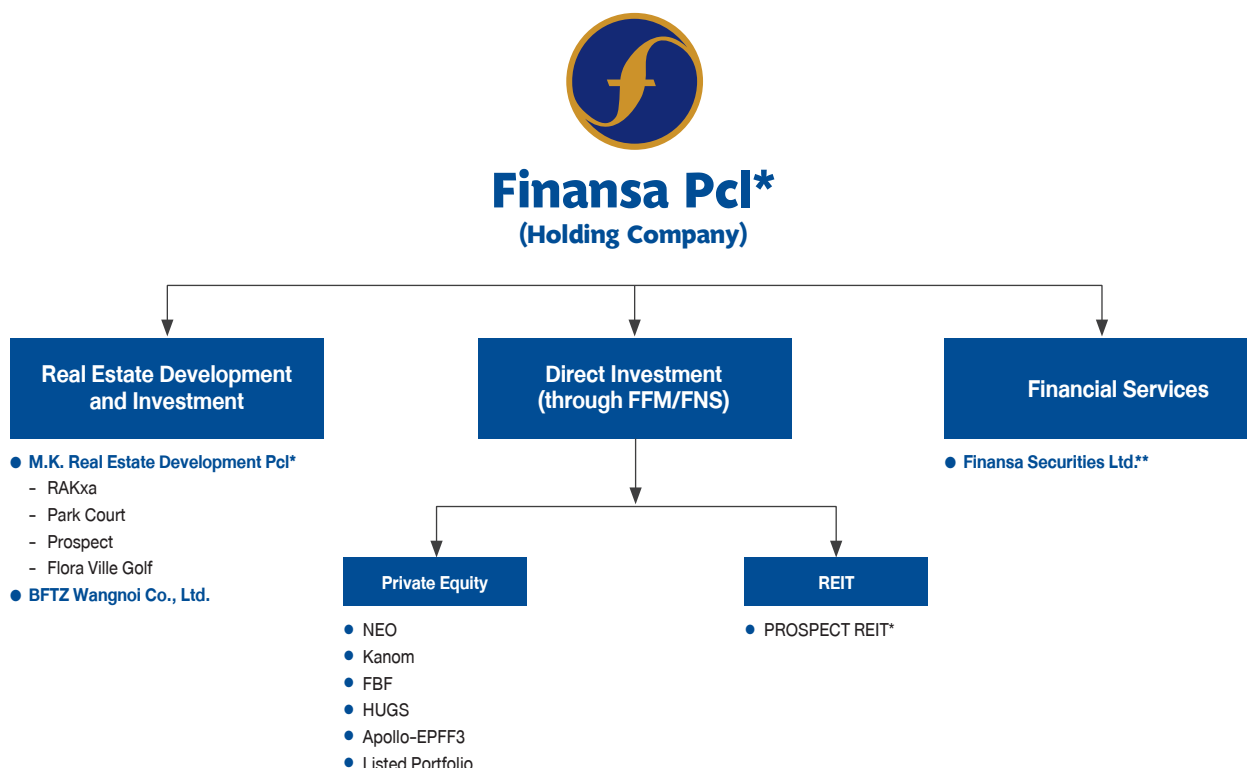 Finansa Pcl*
(Holding Company)
Real Estate Development
and Investment
● M.K. Real Estate Development Pcl*
- RAKxa
- Park Court
- Prospect
- Flora Ville Golf
● BFTZ Wangnoi Co., Ltd.
Direct Investment
(through FFM/FNS)
Private Equity
● NEO
● Kanom
● FBF
● HUGS
● Apollo-EPFF3
● Listed Portfolio
REIT
● PROSPECT REIT*
Financial Services
● Finansa Securities Ltd.**